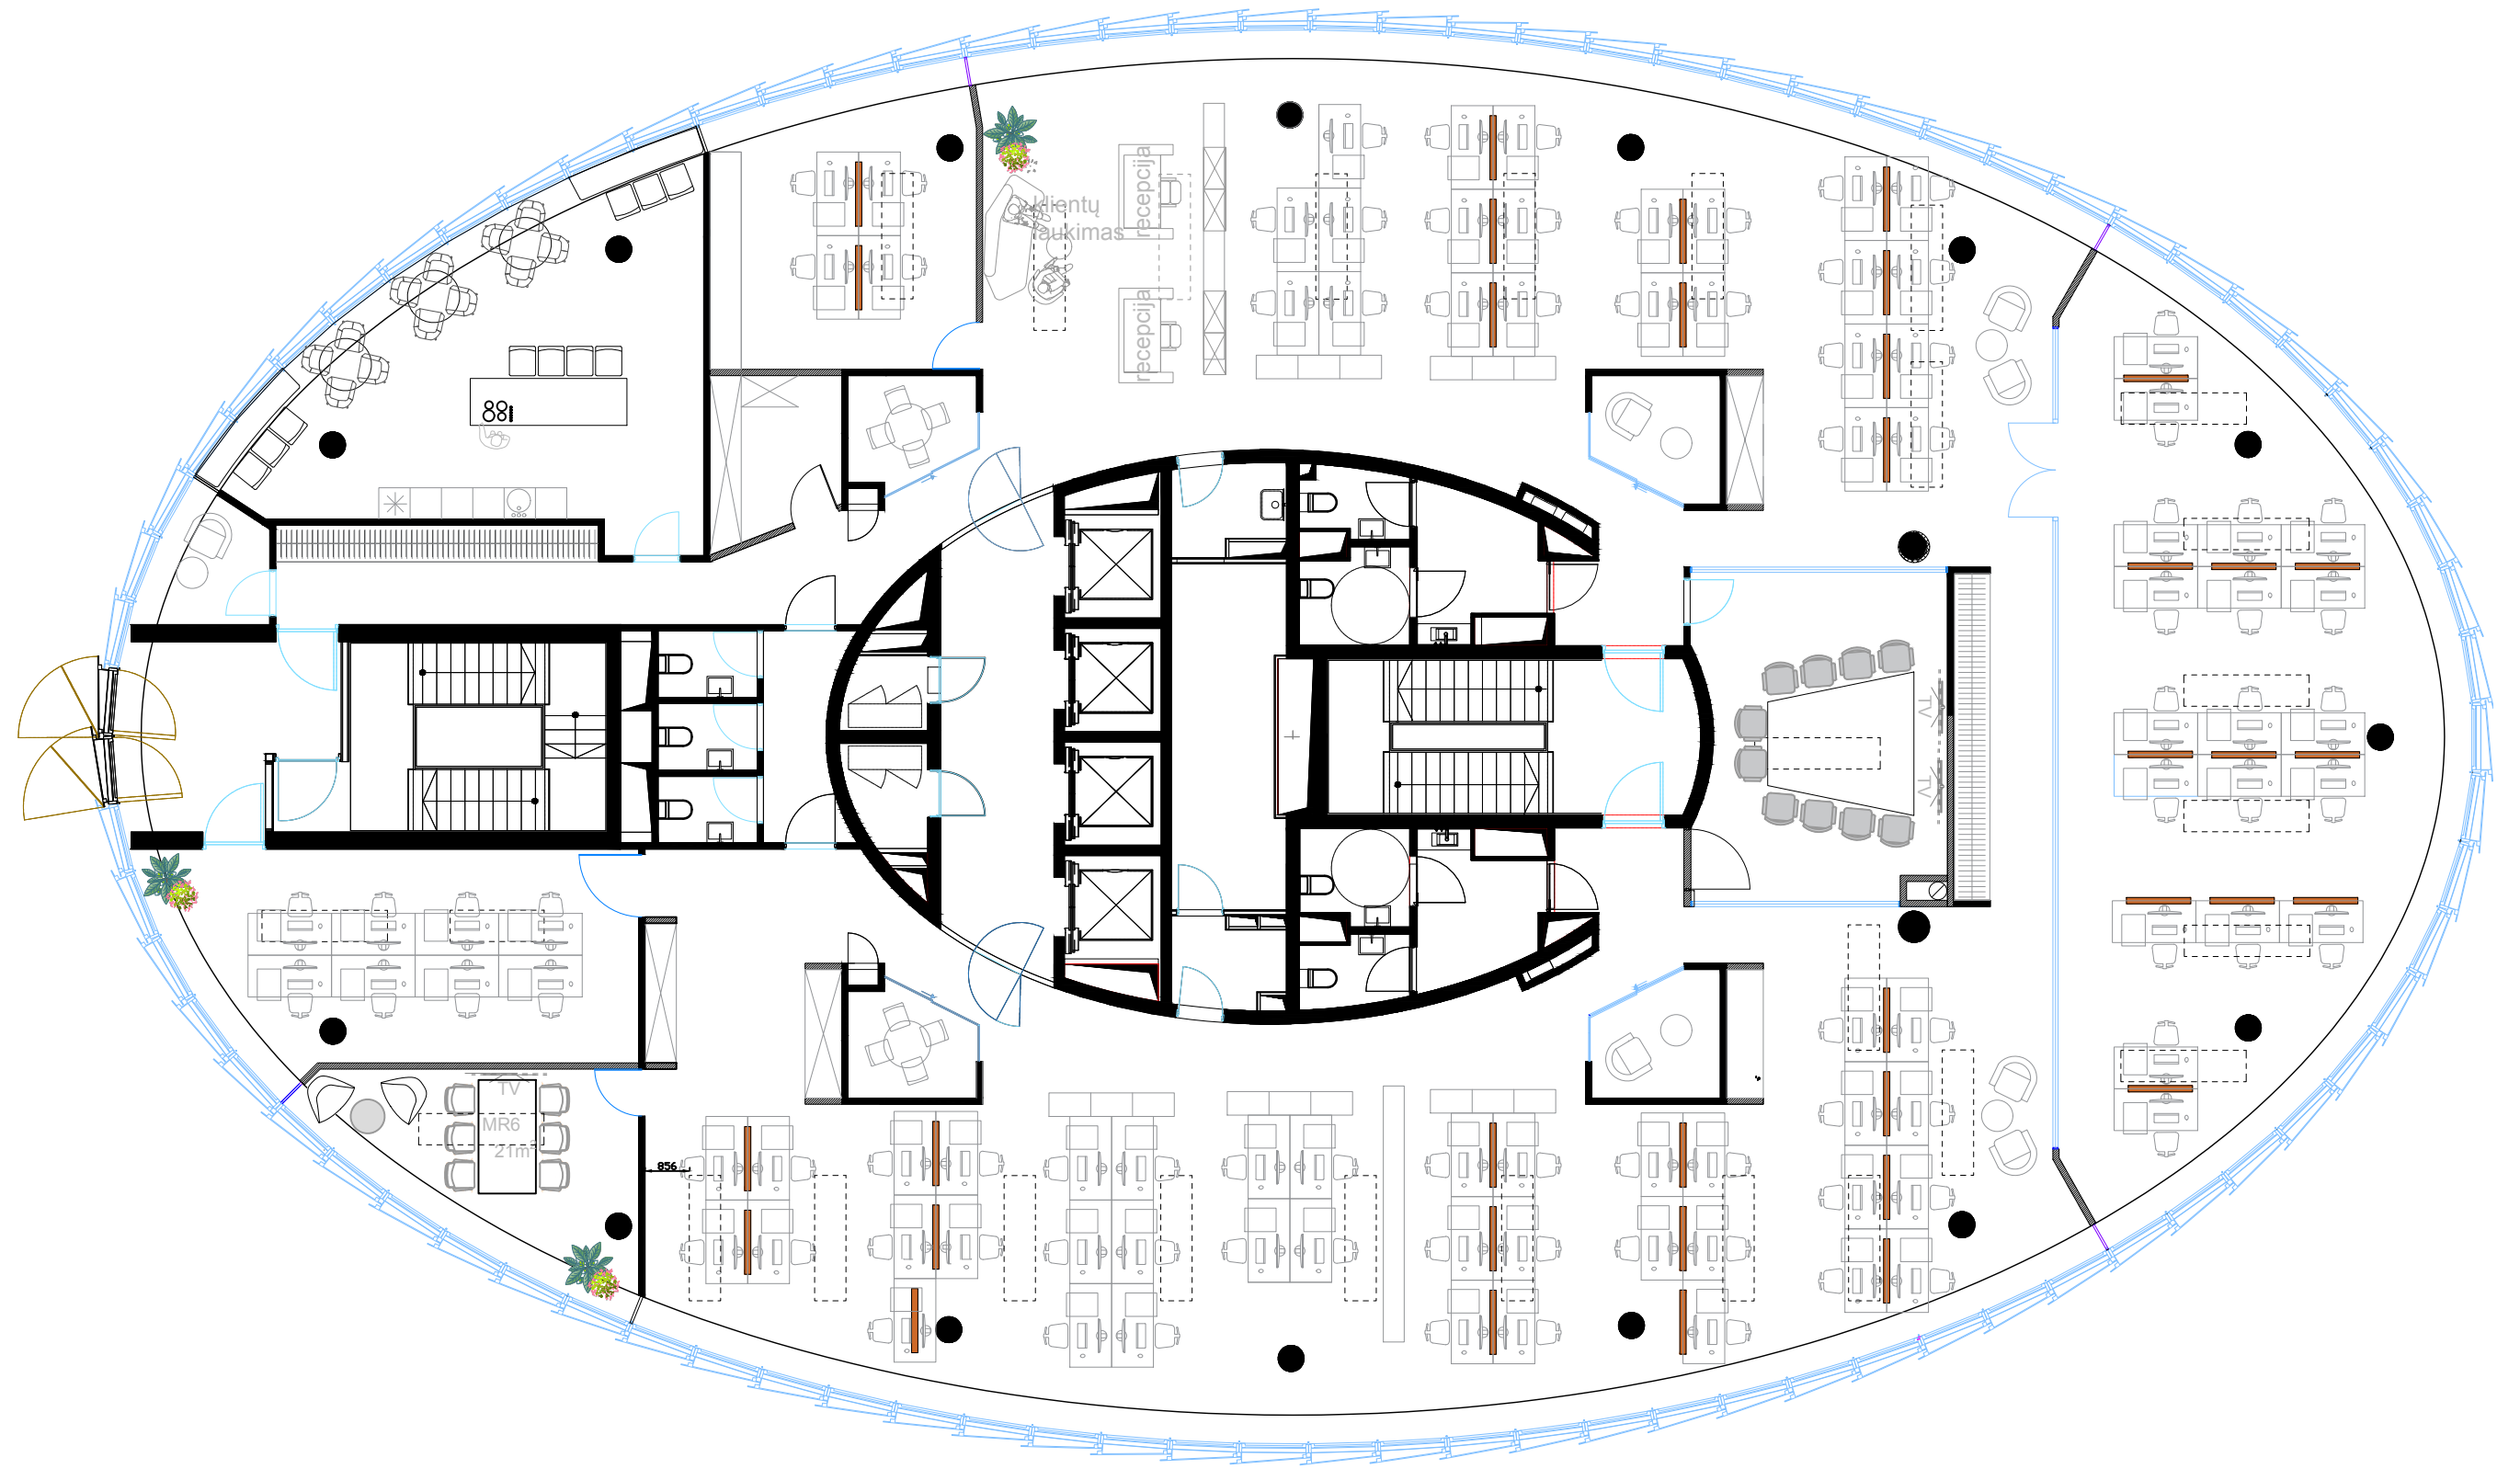 klientų
laukimas
recepcija
recepcija
TV
TV
TV
MR6
21m²
856